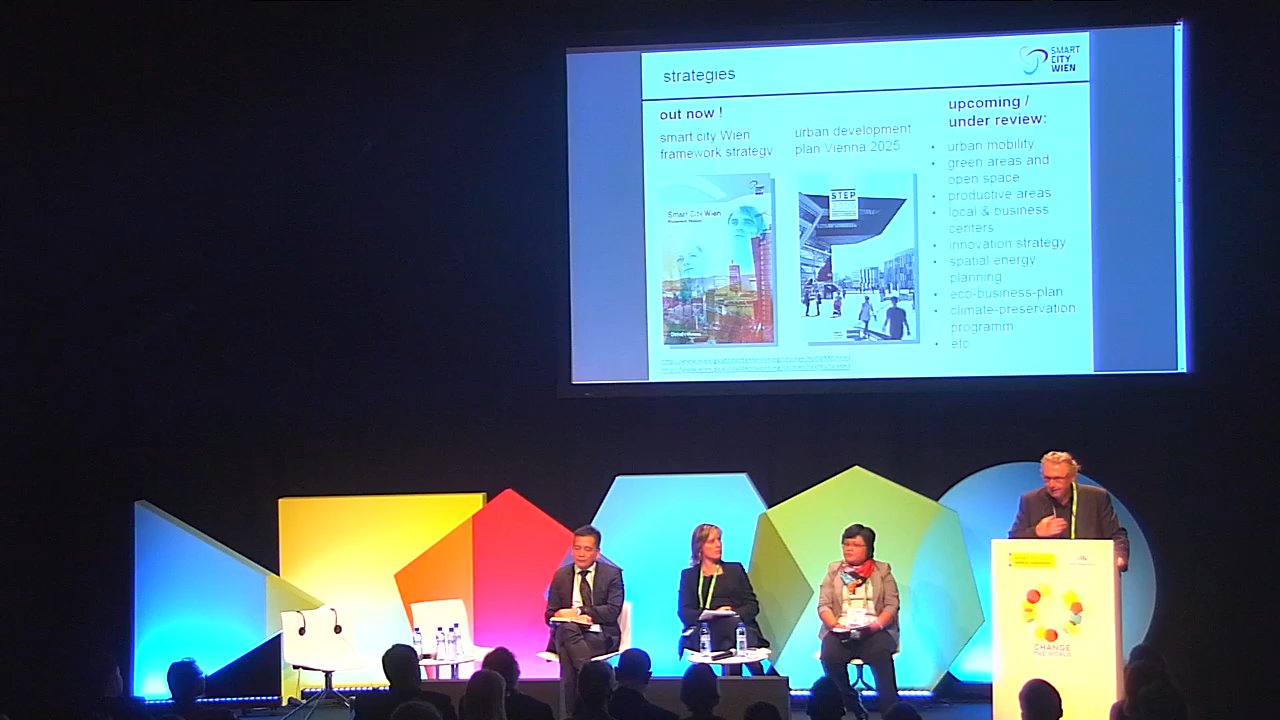 strategies
SMART
CITY
WIEN
out now !
smart city Wien
framework strategy
urban development
plan Vienna 2025
upcoming /
under review:
• urban mobility
• green areas and
open space
• productive areas
• local & business
centers
• innovation strategy
• spatial energy
planning
• eco-business-plan
• climate-preservation
programm
• etc
Smart City Wien
STEP
CHANGE
THE WORLD